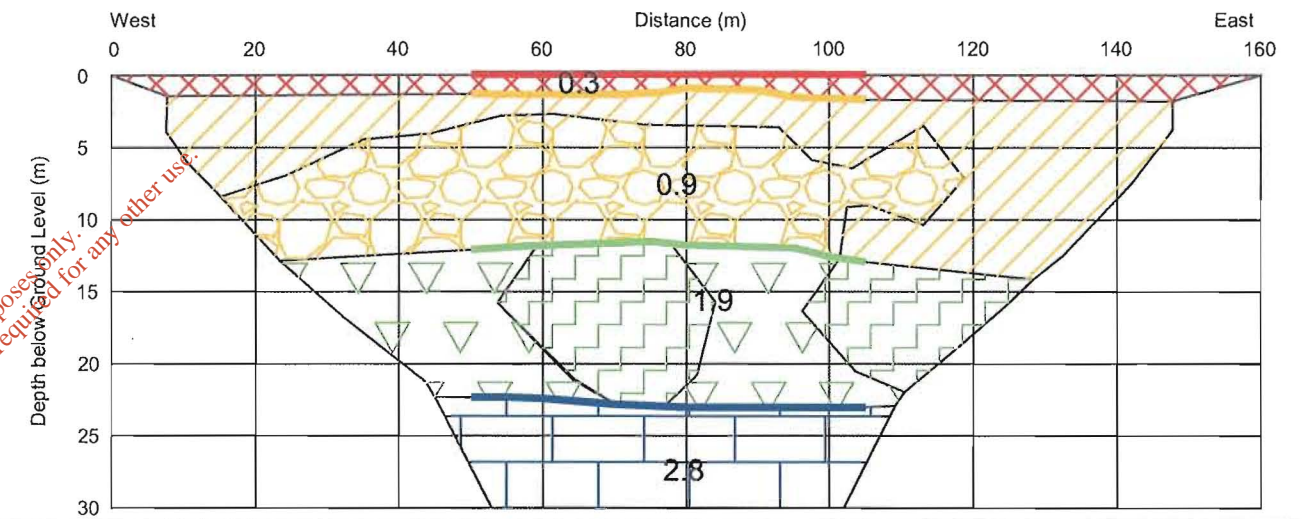 West Distance (m) East
0 20 40 60 80 100 120 140 160
0
5
10
15
20
25
30
Depth below Ground Level (m)
0.3
0.9
1.9
2.8
poses only.
required for any other use.